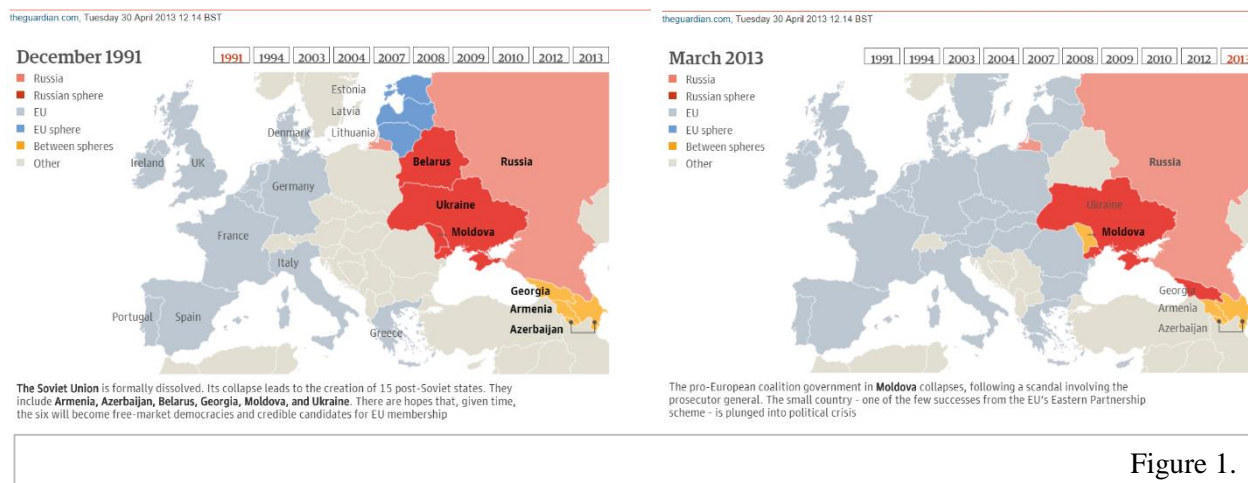 theguardian.com, Tuesday 30 April 2013 12.14 BST
December 1991
1991 1994 2003 2004 2007 2008 2009 2010 2012 2013
Russia
Russian sphere
EU
EU sphere
Between spheres
Other
Estonia
Latvia
Denmark Lithuania
Ireland UK
Belarus Russia
Germany
Ukraine
France
Moldova
Italy
Georgia
Portugal Spain
Armenia
Greece
Azerbaijan
The Soviet Union is formally dissolved. Its collapse leads to the creation of 15 post-Soviet states. They
include Armenia, Azerbaijan, Belarus, Georgia, Moldova, and Ukraine. There are hopes that, given time,
the six will become free-market democracies and credible candidates for EU membership
theguardian.com, Tuesday 30 April 2013 12.14 BST
March 2013
1991 1994 2003 2004 2007 2008 2009 2010 2012 2013
Russia
Russian sphere
EU
EU sphere
Between spheres
Other
Russia
Ukraine
Moldova
Georgia
Armenia
Azerbaijan
The pro-European coalition government in Moldova collapses, following a scandal involving the
prosecutor general. The small country - one of the few successes from the EU's Eastern Partnership
scheme - is plunged into political crisis
Figure 1.